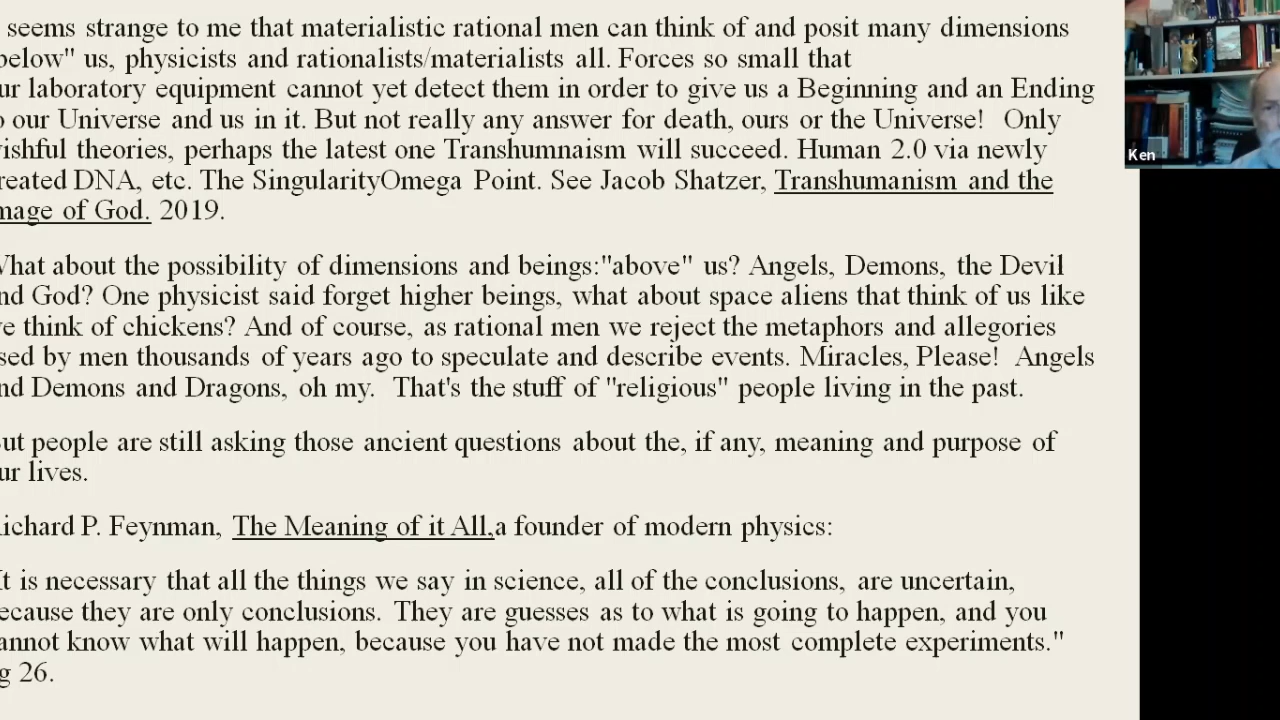 seems strange to me that materialistic rational men can think of and posit many dimensions
below" us, physicists and rationalists/materialists all. Forces so small that
ur laboratory equipment cannot yet detect them in order to give us a Beginning and an Ending
o our Universe and us in it. But not really any answer for death, ours or the Universe! Only
ishful theories, perhaps the latest one Transhumnaism will succeed. Human 2.0 via newly
reated DNA, etc. The SingularityOmega Point. See Jacob Shatzer, Transhumanism and the
mage of God. 2019.
What about the possibility of dimensions and beings:"above" us? Angels, Demons, the Devil
nd God? One physicist said forget higher beings, what about space aliens that think of us like
we think of chickens? And of course, as rational men we reject the metaphors and allegories
sed by men thousands of years ago to speculate and describe events. Miracles, Please! Angels
nd Demons and Dragons, oh my. That's the stuff of "religious" people living in the past.
But people are still asking those ancient questions about the, if any, meaning and purpose of
ur lives.
ichard P. Feynman, The Meaning of it All,a founder of modern physics:
It is necessary that all the things we say in science, all of the conclusions, are uncertain,
ecause they are only conclusions. They are guesses as to what is going to happen, and you
annot know what will happen, because you have not made the most complete experiments."
g 26.
Ken